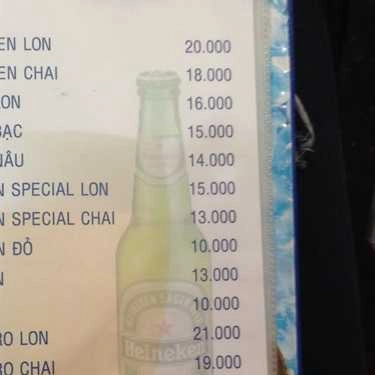 EN LON 20.000
EN CHAI 18.000
ON 16.000
BẠC 15.000
NÂU 14.000
N SPECIAL LON 15.000
N SPECIAL CHAI 13.000
N ĐỎ 10.000
N 13.000
10.000
RO LON 21.000
RO CHAI 19.000
Heineken